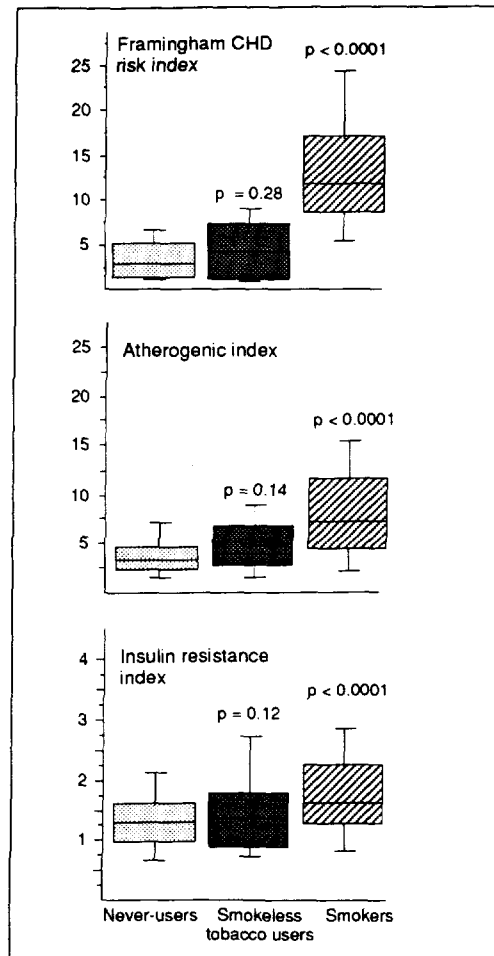 Framingham CHD
risk index
p < 0.0001
25
20
15
p = 0.28
10
5
Atherogenic index
25
20
p < 0.0001
15
p = 0.14
10
5
Insulin resistance
index
4
p < 0.0001
p = 0.12
3
2
1
Never-users Smokeless Smokers
tobacco users